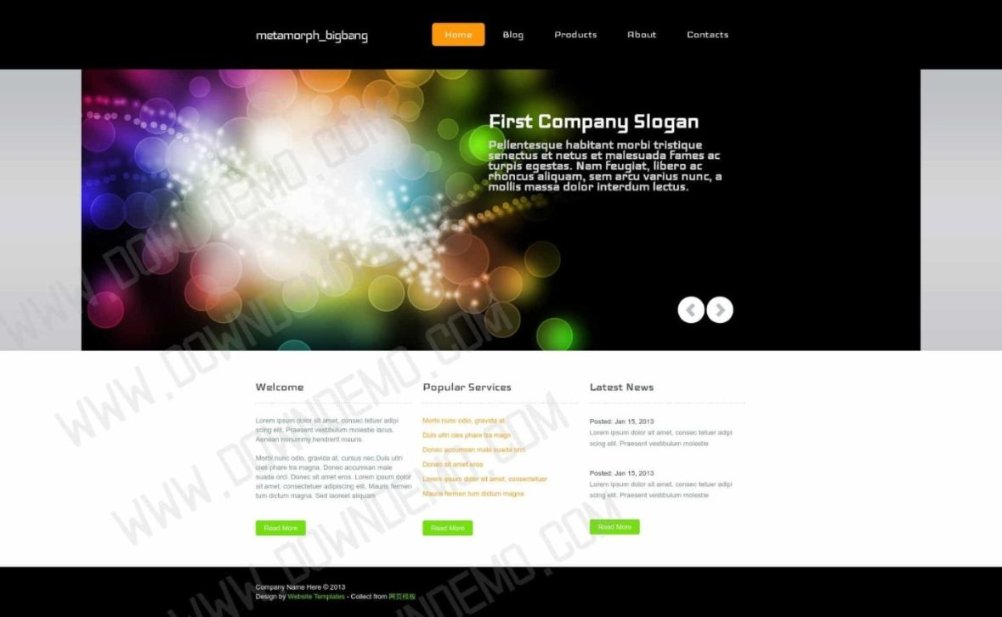 metamorph_bigbang
Home Blog Products About Contacts
First Company Slogan
Pellentesque habitant morbi tristique
senectus et netus et malesuada fames ac
turpis egestas. Nam feugiat, libero ac
rhoncus aliquam, sem arcu varius nunc, a
mollis massa dolor interdum lectus.
Welcome
Lorem ipsum dolor sit amet, consec tetuer adipi
scing elit. Praesent vestibulum molestie lacus.
Aenean nonummy hendrerit mauris.
Morbi nunc odio, gravida at, cursus nec,Duis ultri
cies phare tra magna. Donec accumsan male
suada orci. Donec sit amet eros. Lorem ipsum dolor
sit amet, consectetuer adipiscing elit. Mauris fermen
tum dictum magna. Sed laoreet aliquam
Read More
Popular Services
Morbi nunc odio, gravida at
Duis ultri cies phare tra magn
Donec accumsan male suada orci
Donec sit amet eros
Lorem ipsum dolor sit amet, consectetuer
Mauris fermen tum dictum magna
Read More
Latest News
Posted: Jan 15, 2013
Lorem ipsum dolor sit amet, consec tetuer adipi
scing elit. Praesent vestibulum molestie
Posted: Jan 15, 2013
Lorem ipsum dolor sit amet, consec tetuer adipi
scing elit. Praesent vestibulum molestie
Read More
Company Name Here © 2013
Design by Website Templates - Collect from 网页模板
WWW.DOWNDEMO.COM
WWW.DOWNDEMO.COM
WWW.DOWNDEMO.COM
WWW.DOWNDEMO.COM